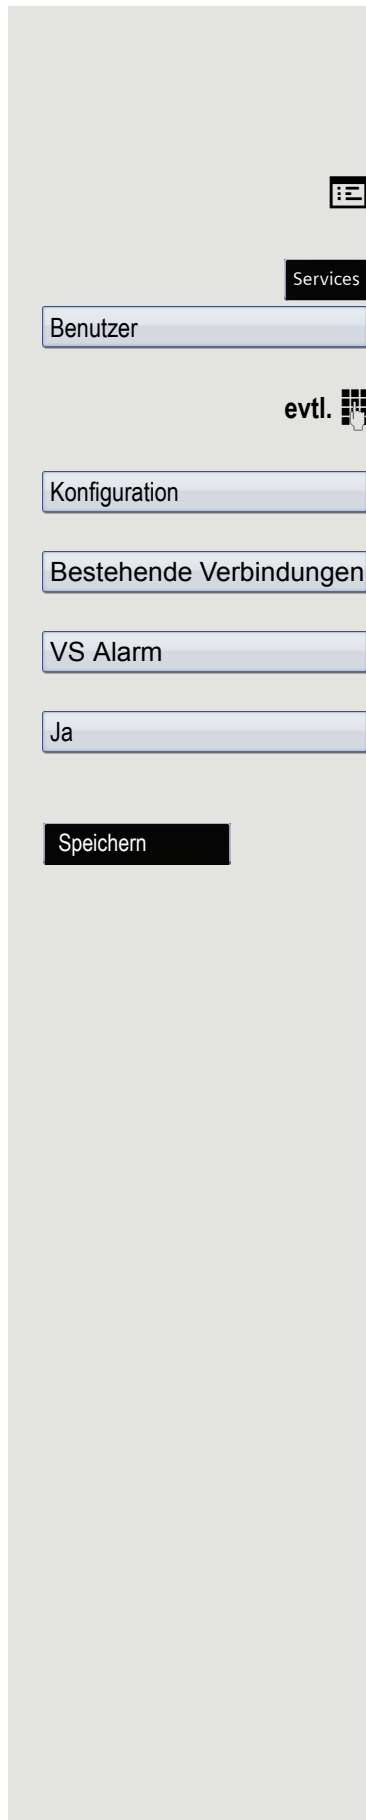 Services
Benutzer
evtl.
Konfiguration
Bestehende Verbindungen
VS Alarm
Ja
Speichern